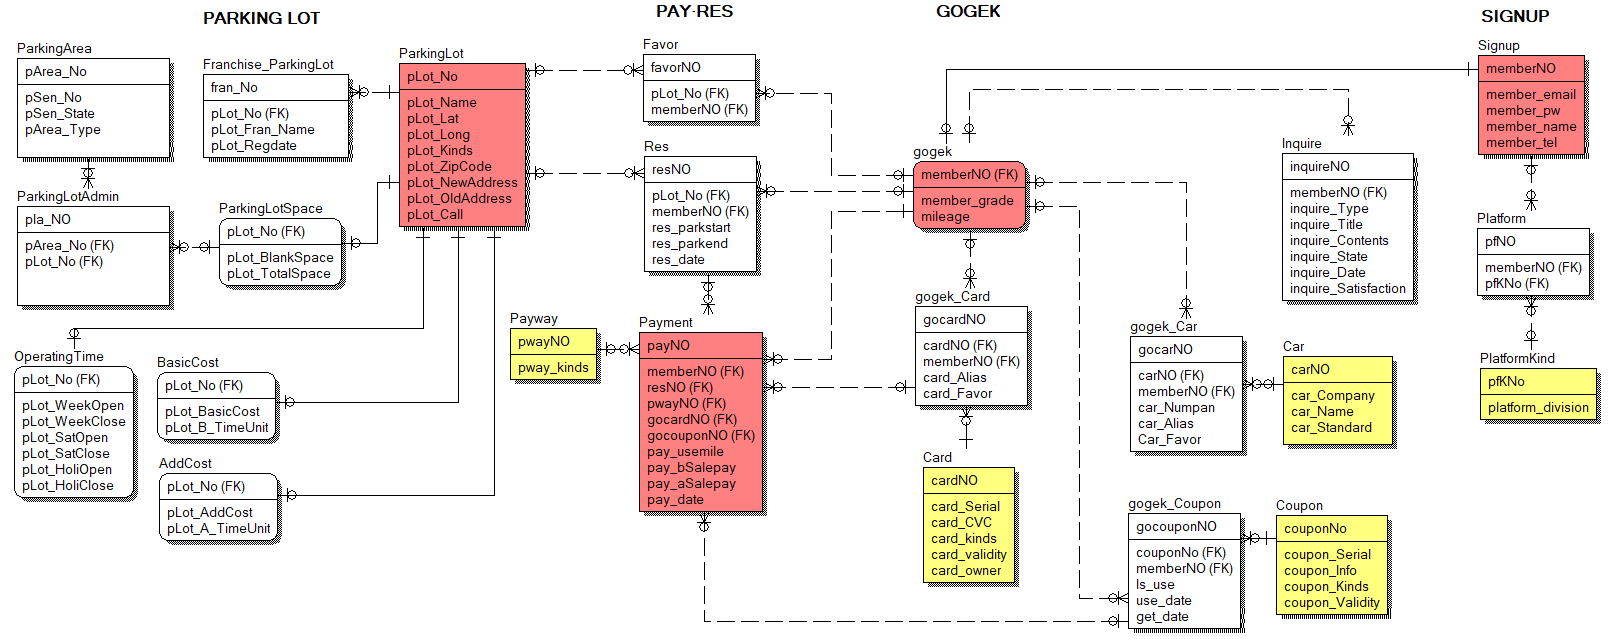 PARKING LOT
PAY·RES
GOGEK
SIGNUP
ParkingArea
pArea_No
pSen_No
pSen_State
pArea_Type
Franchise_ParkingLot
fran_No
pLot_No (FK)
pLot_Fran_Name
pLot_Regdate
ParkingLot
pLot_No
pLot_Name
pLot_Lat
pLot_Long
pLot_Kinds
pLot_ZipCode
pLot_NewAddress
pLot_OldAddress
pLot_Call
ParkingLotAdmin
pla_NO
pArea_No (FK)
pLot_No (FK)
ParkingLotSpace
pLot_No (FK)
pLot_BlankSpace
pLot_TotalSpace
OperatingTime
pLot_No (FK)
pLot_WeekOpen
pLot_WeekClose
pLot_SatOpen
pLot_SatClose
pLot_HoliOpen
pLot_HoliClose
BasicCost
pLot_No (FK)
pLot_BasicCost
pLot_B_TimeUnit
AddCost
pLot_No (FK)
pLot_AddCost
pLot_A_TimeUnit
Favor
favorNO
pLot_No (FK)
memberNO (FK)
Res
resNO
pLot_No (FK)
memberNO (FK)
res_parkstart
res_parkend
res_date
Payway
pwayNO
pway_kinds
Payment
payNO
memberNO (FK)
resNO (FK)
pwayNO (FK)
gocardNO (FK)
gocouponNO (FK)
pay_usemile
pay_bSalepay
pay_aSalepay
pay_date
gogek
memberNO (FK)
member_grade
mileage
gogek_Card
gocardNO
cardNO (FK)
memberNO (FK)
card_Alias
card_Favor
Card
cardNO
card_Serial
card_CVC
card_kinds
card_validity
card_owner
Inquire
inquireNO
memberNO (FK)
inquire_Type
inquire_Title
inquire_Contents
inquire_State
inquire_Date
inquire_Satisfaction
gogek_Car
gocarNO
carNO (FK)
memberNO (FK)
car_Numpan
car_Alias
Car_Favor
Car
carNO
car_Company
car_Name
car_Standard
gogek_Coupon
gocouponNO
couponNo (FK)
memberNO (FK)
Is_use
use_date
get_date
Coupon
couponNo
coupon_Serial
coupon_Info
coupon_Kinds
coupon_Validity
Signup
memberNO
member_email
member_pw
member_name
member_tel
Platform
pfNO
memberNO (FK)
pfKNo (FK)
PlatformKind
pfKNo
platform_division